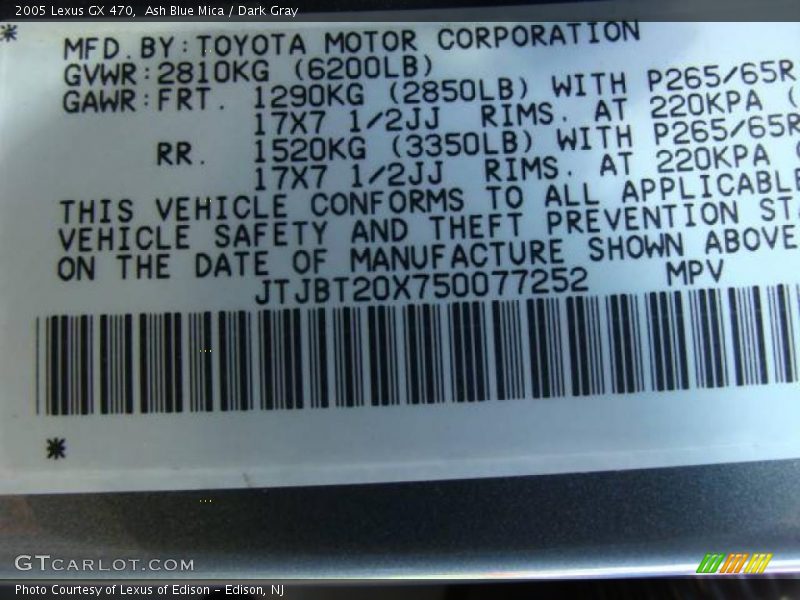 2005 Lexus GX 470, Ash Blue Mica / Dark Gray
*
MFD.BY:TOYOTA MOTOR CORPORATION
GVWR:2810KG (6200LB)
GAWR:FRT. 1290KG (2850LB) WITH P265/65R
17X7 1/2JJ RIMS. AT 220KPA (
RR. 1520KG (3350LB) WITH P265/65R
17X7 1/2JJ RIMS. AT 220KPA (
THIS VEHICLE CONFORMS TO ALL APPLICABLE
VEHICLE SAFETY AND THEFT PREVENTION ST
ON THE DATE OF MANUFACTURE SHOWN ABOVE
JTJBT20X750077252 MPV
*
GTCARLOT.COM
Photo Courtesy of Lexus of Edison - Edison, NJ